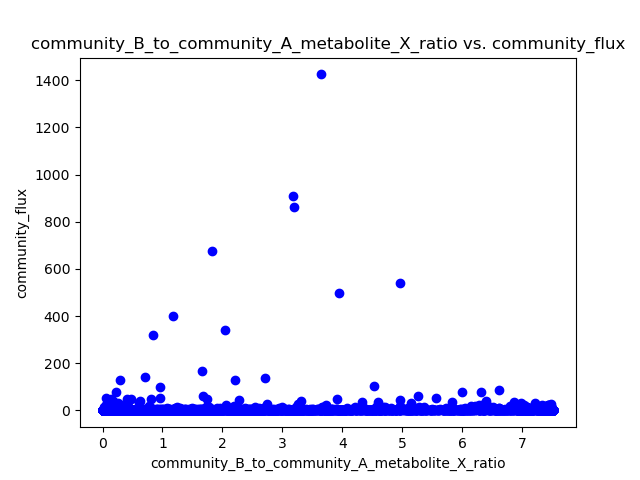 community_B_to_community_A_metabolite_X_ratio vs. community_flux
1400
1200
1000
800
600
400
200
0
community_flux
0 1 2 3 4 5 6 7
community_B_to_community_A_metabolite_X_ratio